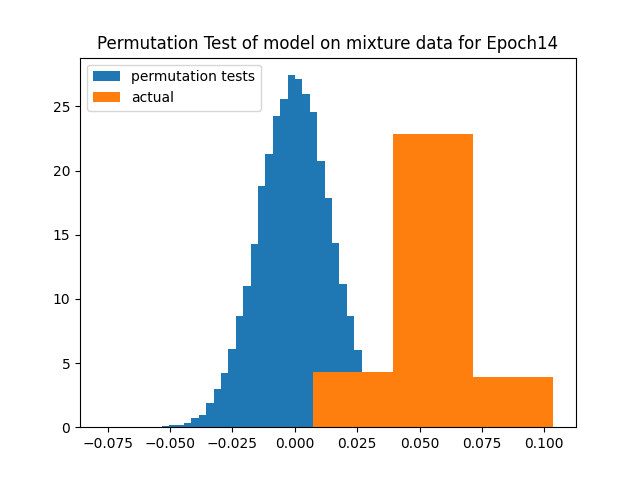 Permutation Test of model on mixture data for Epoch14
permutation tests
actual
25
20
15
10
5
0
−0.075 −0.050 −0.025 0.000 0.025 0.050 0.075 0.100